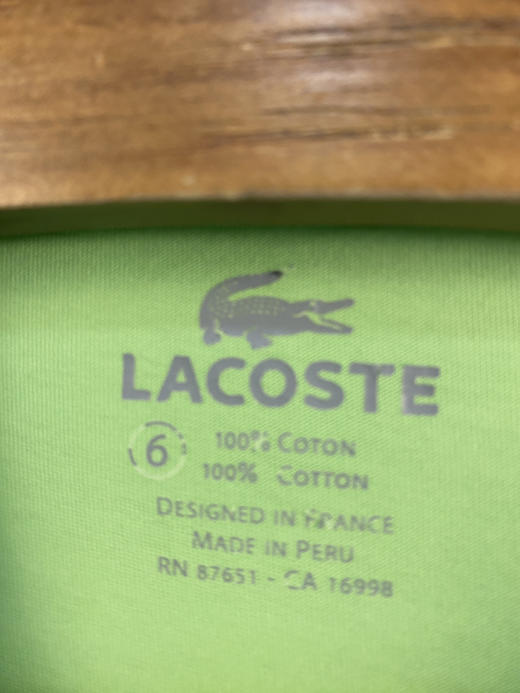 LACOSTE
6
100% COTON
100% COTTON
DESIGNED IN FRANCE
MADE IN PERU
RN 87651 - CA 16998